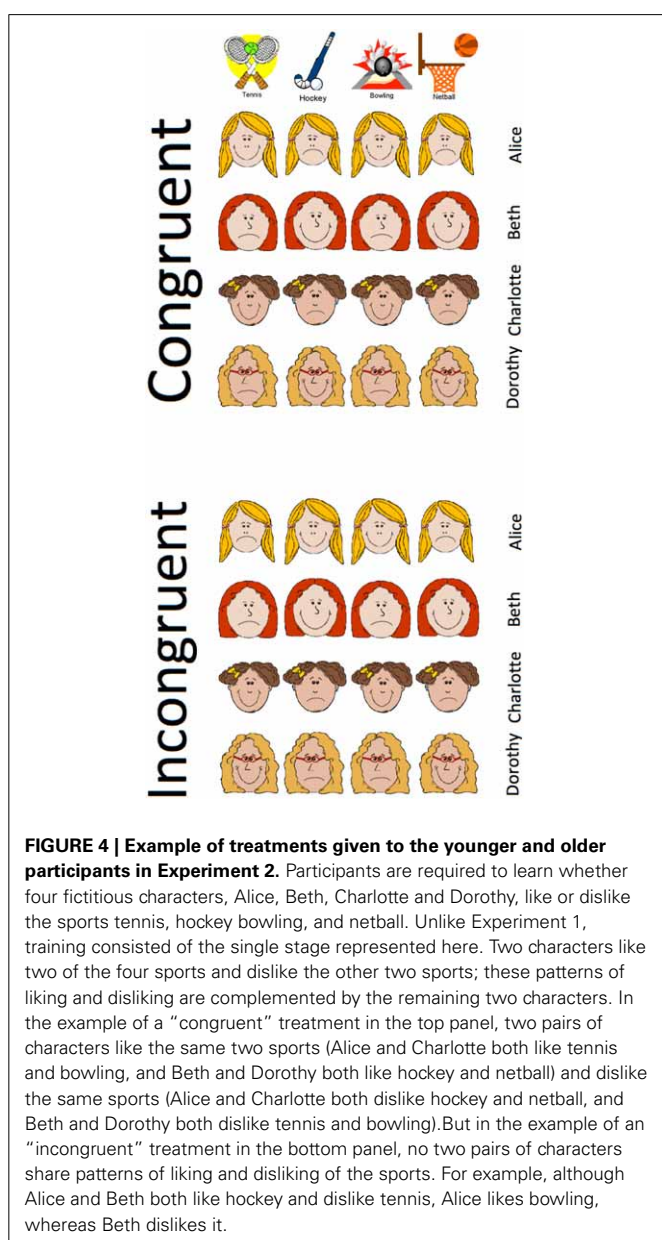 Tennis
Hockey
Bowling
Netball
Congruent
Alice
Beth
Charlotte
Dorothy
Incongruent
Alice
Beth
Charlotte
Dorothy
FIGURE 4 | Example of treatments given to the younger and older
participants in Experiment 2. Participants are required to learn whether
four fictitious characters, Alice, Beth, Charlotte and Dorothy, like or dislike
the sports tennis, hockey bowling, and netball. Unlike Experiment 1,
training consisted of the single stage represented here. Two characters like
two of the four sports and dislike the other two sports; these patterns of
liking and disliking are complemented by the remaining two characters. In
the example of a “congruent” treatment in the top panel, two pairs of
characters like the same two sports (Alice and Charlotte both like tennis
and bowling, and Beth and Dorothy both like hockey and netball) and dislike
the same sports (Alice and Charlotte both dislike hockey and netball, and
Beth and Dorothy both dislike tennis and bowling).But in the example of an
“incongruent” treatment in the bottom panel, no two pairs of characters
share patterns of liking and disliking of the sports. For example, although
Alice and Beth both like hockey and dislike tennis, Alice likes bowling,
whereas Beth dislikes it.